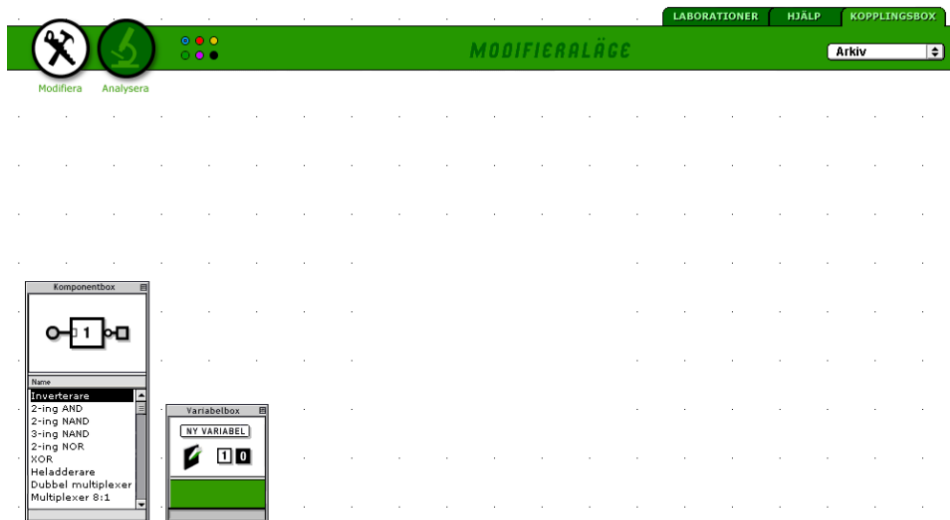 LABORATIONER HJÄLP KOPPLINGSBOX
MODIFIERALÄGE
Arkiv
Modifiera Analysera
Komponentbox
1
Name
Inverterare
2-ing AND
2-ing NAND
3-ing NAND
2-ing NOR
XOR
Heladderare
Dubbel multiplexer
Multiplexer 8:1
Variabelbox
NY VARIABEL
1 0